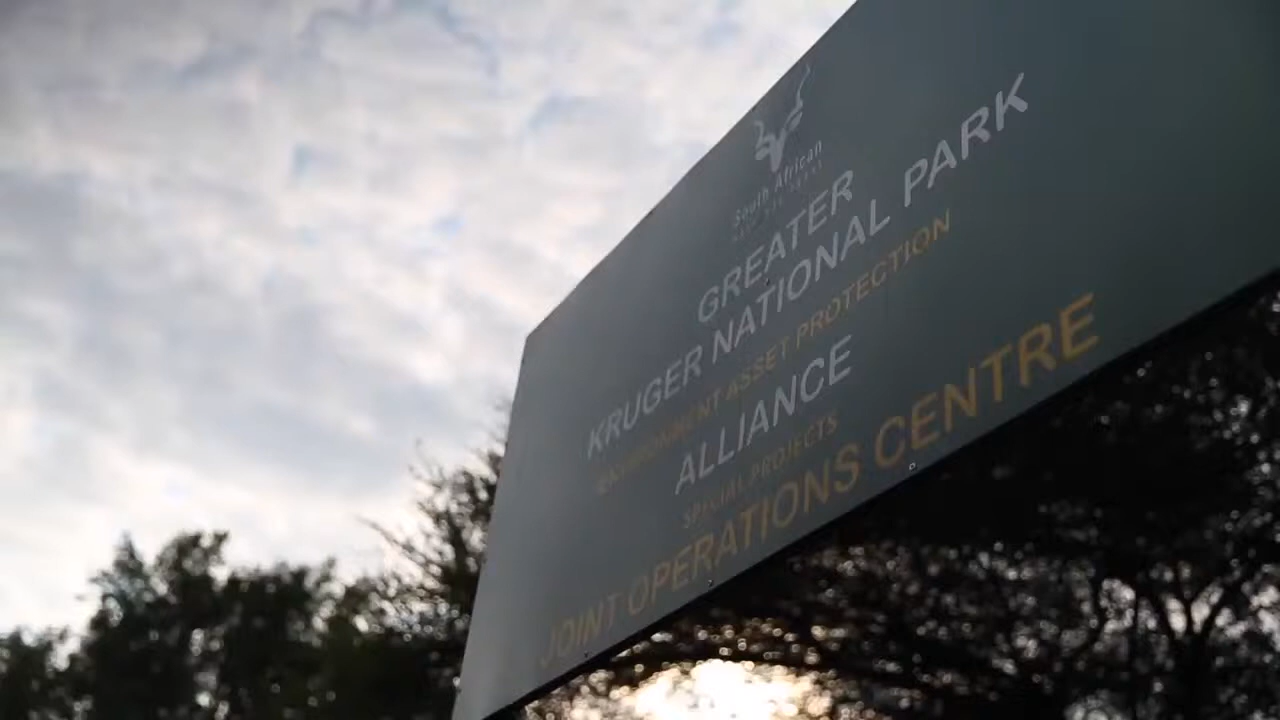 South African
GREATER
KRUGER NATIONAL PARK
ENVIRONMENT ASSET PROTECTION
ALLIANCE
SPECIAL PROJECTS
JOINT OPERATIONS CENTRE